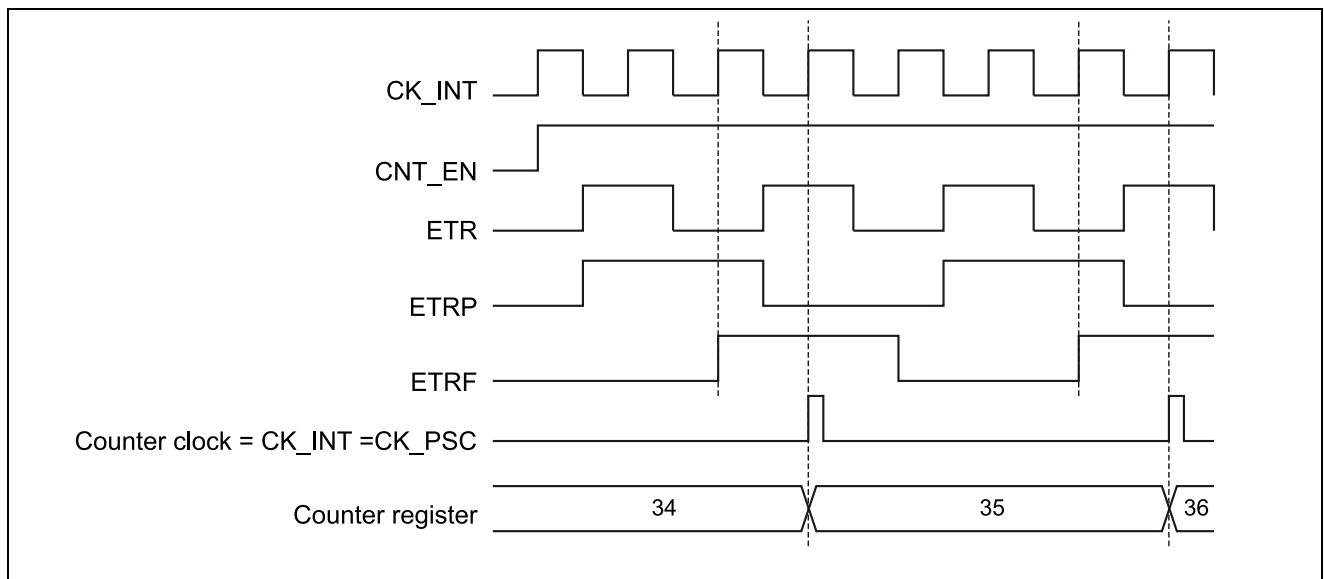 CK_INT
CNT_EN
ETR
ETRP
ETRF
Counter clock = CK_INT =CK_PSC
Counter register
34
35
36